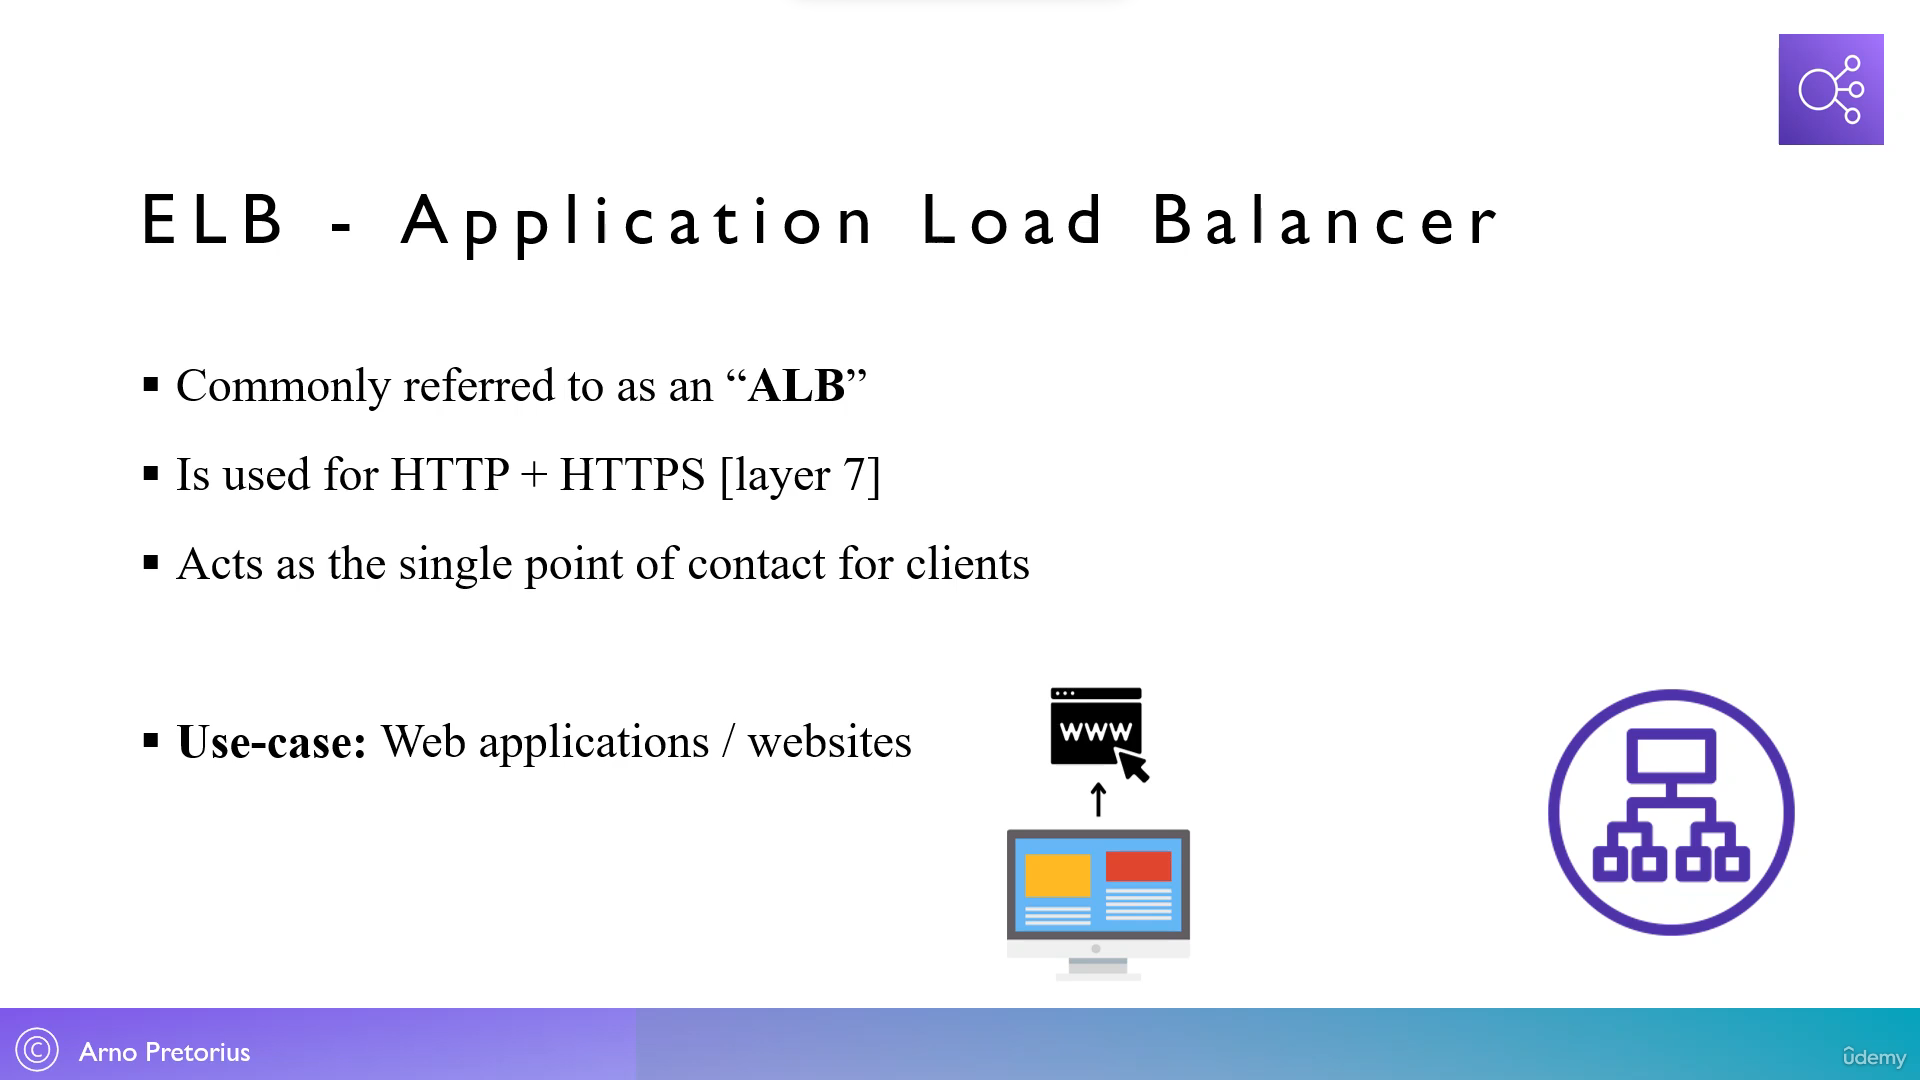 ELB - Application Load Balancer
▪ Commonly referred to as an “ALB”
▪ Is used for HTTP + HTTPS [layer 7]
▪ Acts as the single point of contact for clients
▪ Use-case: Web applications / websites
WWW
© Arno Pretorius
ûdemy